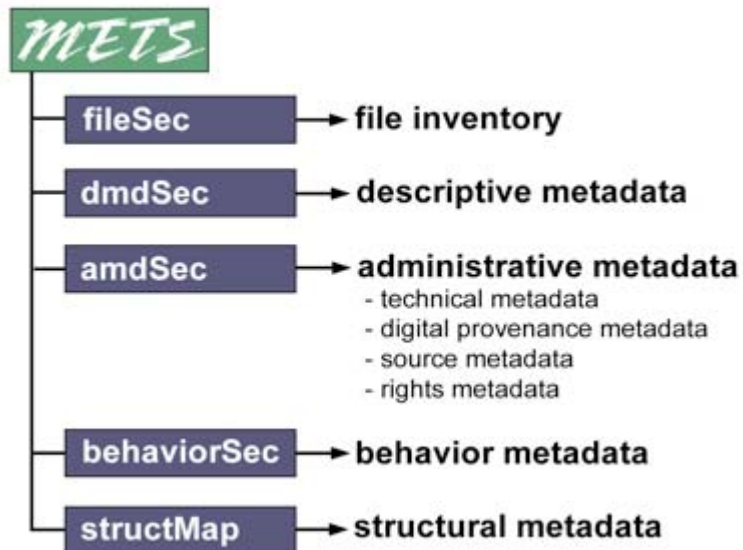 METS
fileSec
file inventory
dmdSec
descriptive metadata
amdSec
administrative metadata
- technical metadata
- digital provenance metadata
- source metadata
- rights metadata
behaviorSec
behavior metadata
structMap
structural metadata